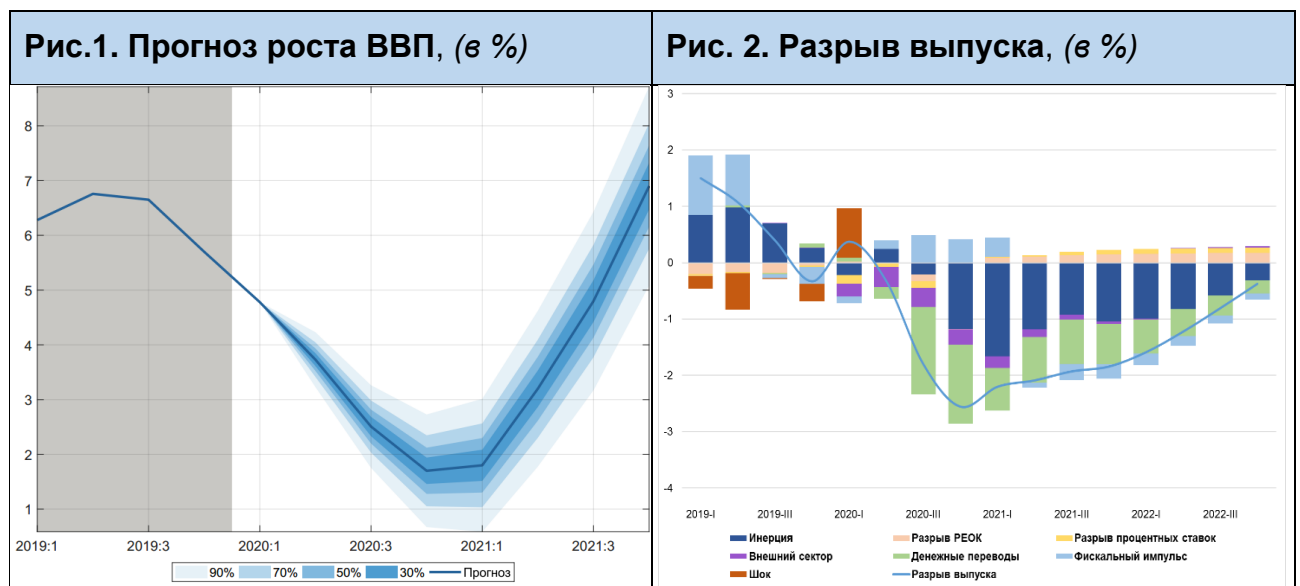 Рис.1. Прогноз роста ВВП, (в %)
8
7
6
5
4
3
2
1
2019:1 2019:3 2020:1 2020:3 2021:1 2021:3
90% 70% 50% 30% Прогноз
Рис. 2. Разрыв выпуска, (в %)
3
2
1
0
-1
-2
-3
-4
2019-I 2019-III 2020-I 2020-III 2021-I 2021-III 2022-I 2022-III
Инерция Разрыв РЕОК Разрыв процентных ставок
Внешний сектор Денежные переводы Фискальный импульс
Шок Разрыв выпуска